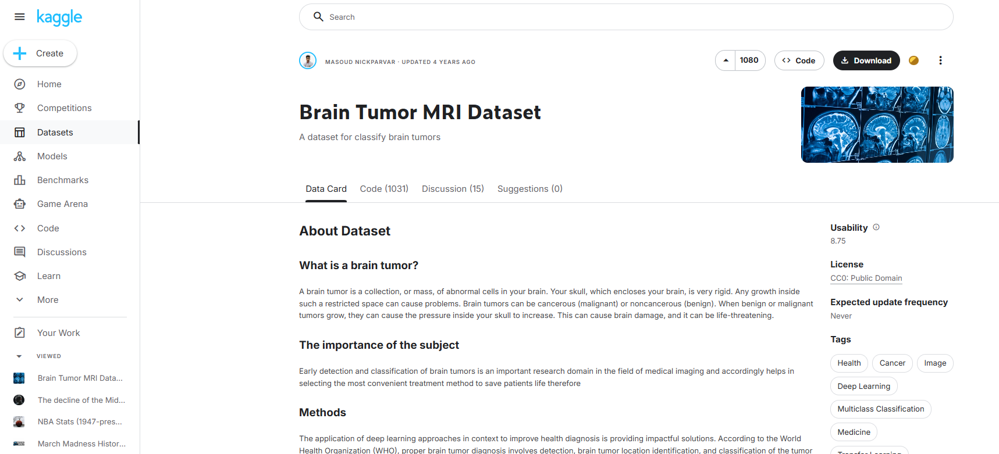 kaggle
Search
Create
Home
Competitions
Datasets
Models
Benchmarks
Game Arena
Code
Discussions
Learn
More
Your Work
VIEWED
Brain Tumor MRI Data...
The decline of the Mid...
NBA Stats (1947-pres...
March Madness Histor...
MASOUD NICKPARVAR · UPDATED 4 YEARS AGO
1080
Code
Download
Brain Tumor MRI Dataset
A dataset for classify brain tumors
Data Card
Code (1031)
Discussion (15)
Suggestions (0)
About Dataset
What is a brain tumor?
A brain tumor is a collection, or mass, of abnormal cells in your brain. Your skull, which encloses your brain, is very rigid. Any growth inside
such a restricted space can cause problems. Brain tumors can be cancerous (malignant) or noncancerous (benign). When benign or malignant
tumors grow, they can cause the pressure inside your skull to increase. This can cause brain damage, and it can be life-threatening.
The importance of the subject
Early detection and classification of brain tumors is an important research domain in the field of medical imaging and accordingly helps in
selecting the most convenient treatment method to save patients life therefore
Methods
The application of deep learning approaches in context to improve health diagnosis is providing impactful solutions. According to the World
Health Organization (WHO), proper brain tumor diagnosis involves detection, brain tumor location identification, and classification of the tumor
Usability
8.75
License
CC0: Public Domain
Expected update frequency
Never
Tags
Health
Cancer
Image
Deep Learning
Multiclass Classification
Medicine
Transfer Learning